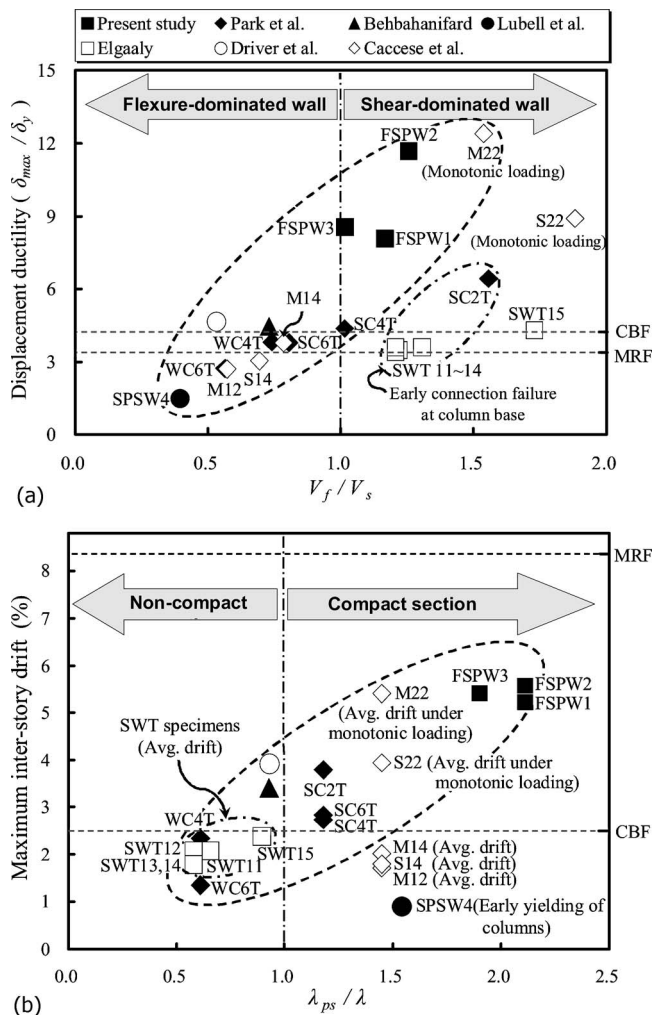 (a)
■ Present study ◆ Park et al. ▲ Behbahanifard ● Lubell et al.
□ Elgaaly ○ Driver et al. ◇ Caccese et al.
15
12
9
6
3
0
Displacement ductility ( δmax / δy )
Flexure-dominated wall
Shear-dominated wall
FSPW2
M22
(Monotonic loading)
FSPW3
FSPW1
S22
(Monotonic loading)
SC2T
M14
SC4T
SWT15
CBF
WC4T
SC6T
MRF
WC6T
S14
M12
SWT 11~14
SPSW4
Early connection failure
at column base
0.0 0.5 1.0 1.5 2.0
Vf / Vs
(b)
8
7
6
5
4
3
2
1
0
Maximum inter-story drift (%)
MRF
Non-compact
Compact section
FSPW3
FSPW2
FSPW1
M22
(Avg. drift under
monotonic loading)
SWT specimens
(Avg. drift)
S22 (Avg. drift under
monotonic loading)
SC2T
WC4T
SC6T
SC4T
CBF
SWT12
SWT15
SWT13,14
SWT11
M14 (Avg. drift)
S14 (Avg. drift)
M12 (Avg. drift)
WC6T
SPSW4(Early yielding of
columns)
0.0 0.5 1.0 1.5 2.0 2.5
λps / λ